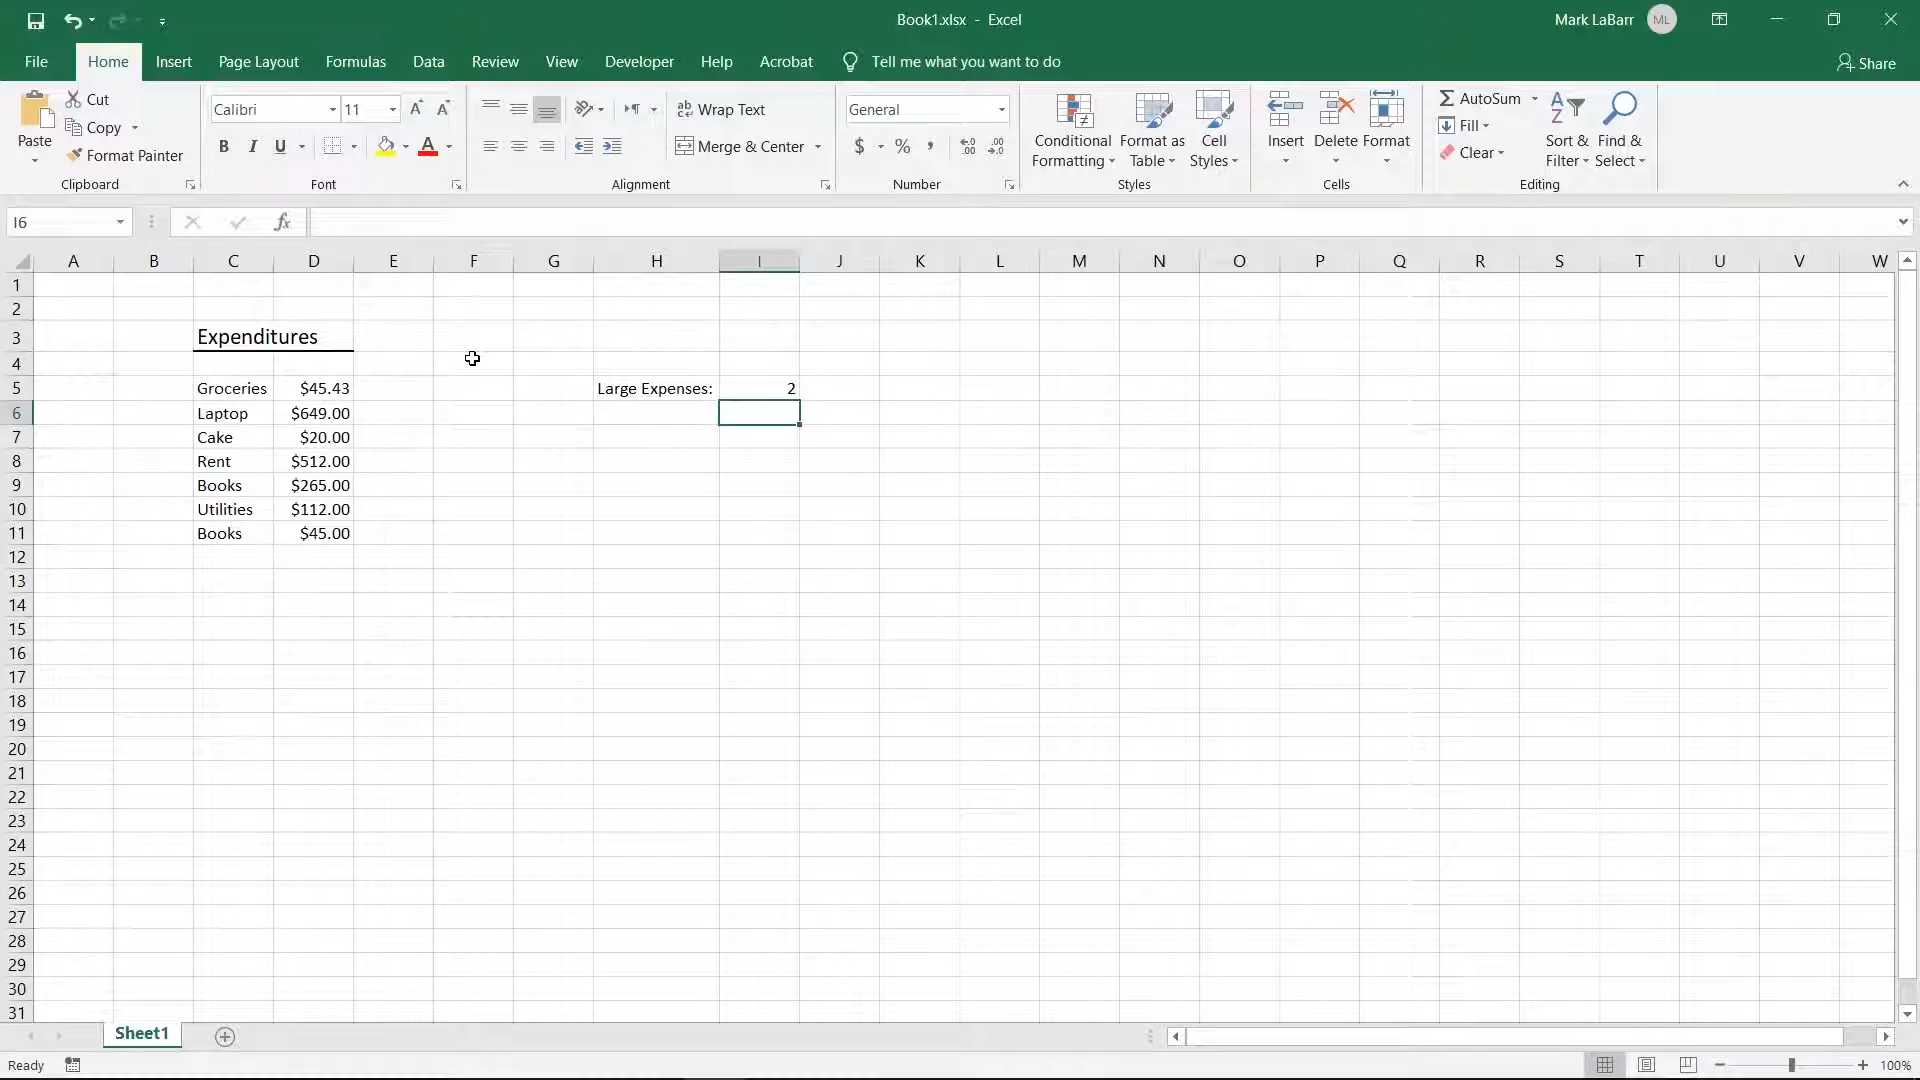 Book1.xlsx - Excel
Mark LaBarr ML
File Home Insert Page Layout Formulas Data Review View Developer Help Acrobat Tell me what you want to do Share
Paste
Cut
Copy
Format Painter
Clipboard
Calibri 11
B I U
Font
ab Wrap Text
Merge & Center
Alignment
General
$ % ,
Number
Conditional Formatting
Format as Table
Cell Styles
Styles
Insert Delete Format
Cells
AutoSum
Fill
Clear
Sort & Filter
Find & Select
Editing
I6 fx
A B C D E F G H I J K L M N O P Q R S T U V W
1
2
3 Expenditures
4
5 Groceries $45.43 Large Expenses: 2
6 Laptop $649.00
7 Cake $20.00
8 Rent $512.00
9 Books $265.00
10 Utilities $112.00
11 Books $45.00
12
13
14
15
16
17
18
19
20
21
22
23
24
25
26
27
28
29
30
31
Sheet1
Ready 100%